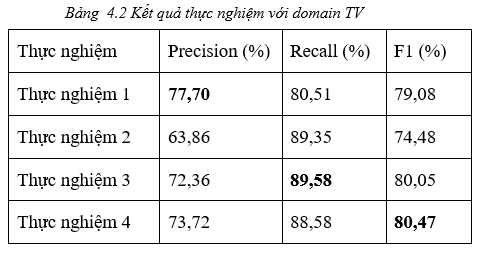 Bảng 4.2 Kết quả thực nghiệm với domain TV
Thực nghiệm Precision (%) Recall (%) F1 (%)
Thực nghiệm 1 77,70 80,51 79,08
Thực nghiệm 2 63,86 89,35 74,48
Thực nghiệm 3 72,36 89,58 80,05
Thực nghiệm 4 73,72 88,58 80,47